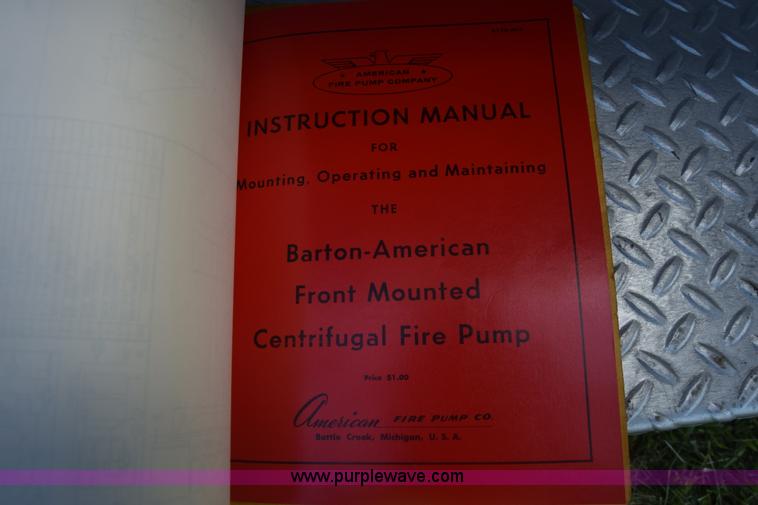 AMERICAN
FIRE PUMP COMPANY
INSTRUCTION MANUAL
FOR
Mounting, Operating and Maintaining
THE
Barton-American
Front Mounted
Centrifugal Fire Pump
Price $1.00
American FIRE PUMP CO.
Battle Creek, Michigan, U. S. A.
www.purplewave.com